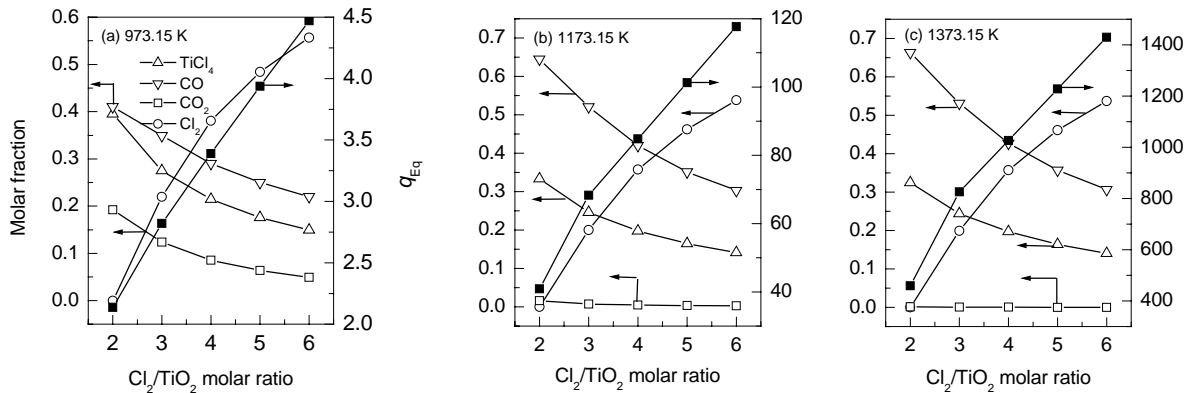 (a) 973.15 K
TiCl4
CO
CO2
Cl2
Molar fraction
0.6
0.5
0.4
0.3
0.2
0.1
0.0
4.5
4.0
3.5
3.0
2.5
2.0
qEq
2 3 4 5 6
Cl2/TiO2 molar ratio
(b) 1173.15 K
0.7
0.6
0.5
0.4
0.3
0.2
0.1
0.0
120
100
80
60
40
2 3 4 5 6
Cl2/TiO2 molar ratio
(c) 1373.15 K
0.7
0.6
0.5
0.4
0.3
0.2
0.1
0.0
1400
1200
1000
800
600
400
2 3 4 5 6
Cl2/TiO2 molar ratio